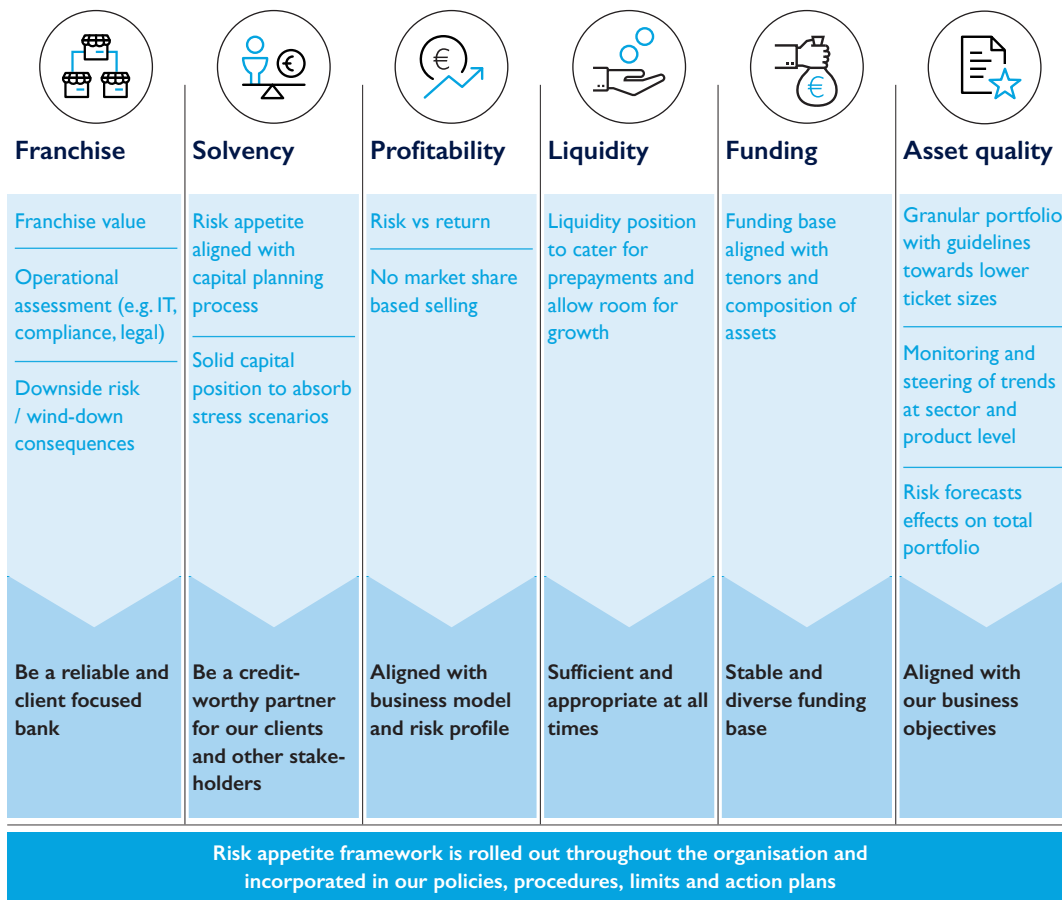 Franchise
Franchise value
Operational
assessment (e.g. IT,
compliance, legal)
Downside risk
/ wind-down
consequences
Be a reliable and
client focused
bank
Solvency
€
Risk appetite
aligned with
capital planning
process
Solid capital
position to absorb
stress scenarios
Be a credit-
worthy partner
for our clients
and other stake-
holders
Profitability
€
Risk vs return
No market share
based selling
Aligned with
business model
and risk profile
Liquidity
Liquidity position
to cater for
prepayments and
allow room for
growth
Sufficient and
appropriate at all
times
Funding
€
Funding base
aligned with
tenors and
composition of
assets
Stable and
diverse funding
base
Asset quality
Granular portfolio
with guidelines
towards lower
ticket sizes
Monitoring and
steering of trends
at sector and
product level
Risk forecasts
effects on total
portfolio
Aligned with
our business
objectives
Risk appetite framework is rolled out throughout the organisation and
incorporated in our policies, procedures, limits and action plans